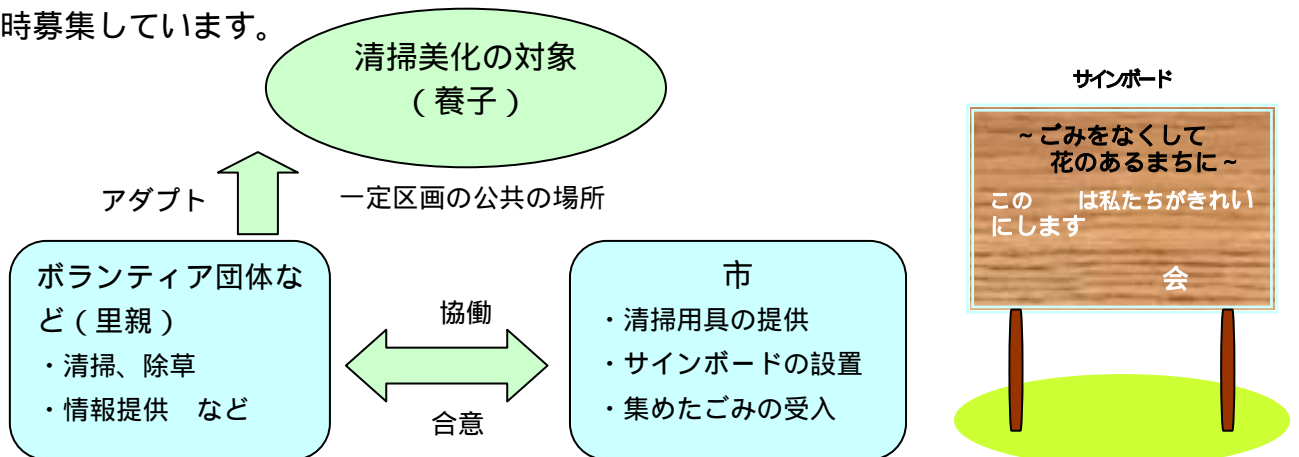 時募集しています。
清掃美化の対象
(養子)
アダプト
一定区画の公共の場所
ボランティア団体な
ど(里親)
・清掃、除草
・情報提供 など
協働
合意
市
・清掃用具の提供
・サインボードの設置
・集めたごみの受入
サインボード
~ごみをなくして
花のあるまちに~
この は私たちがきれい
にします
会